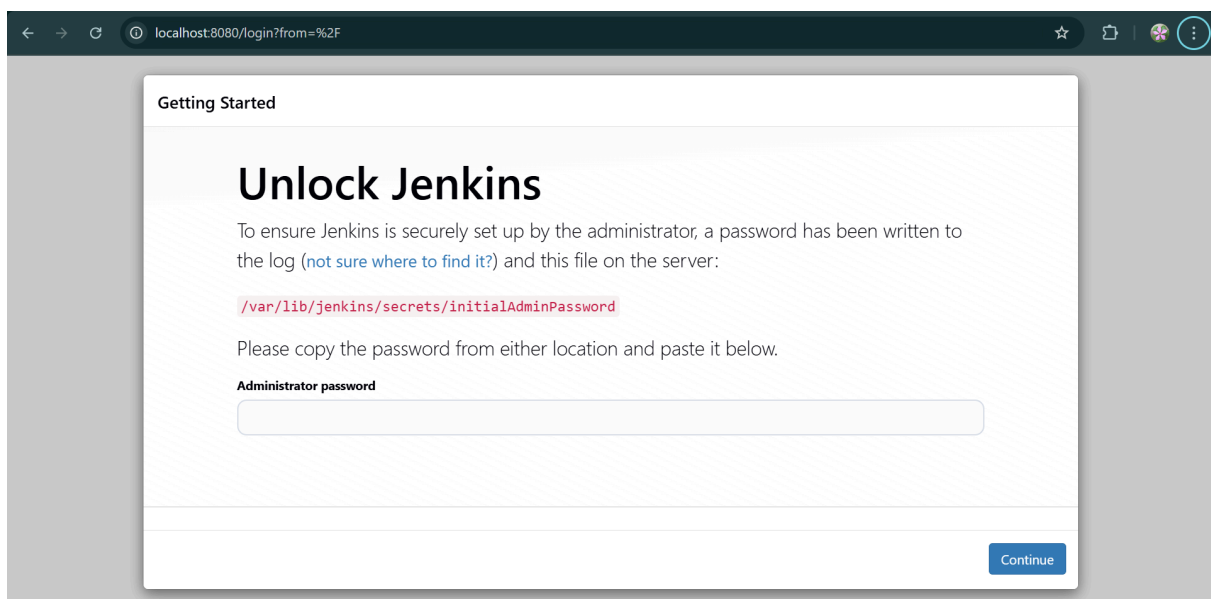 localhost:8080/login?from=%2F
Getting Started
Unlock Jenkins
To ensure Jenkins is securely set up by the administrator, a password has been written to
the log (not sure where to find it?) and this file on the server:
/var/lib/jenkins/secrets/initialAdminPassword
Please copy the password from either location and paste it below.
Administrator password
Continue